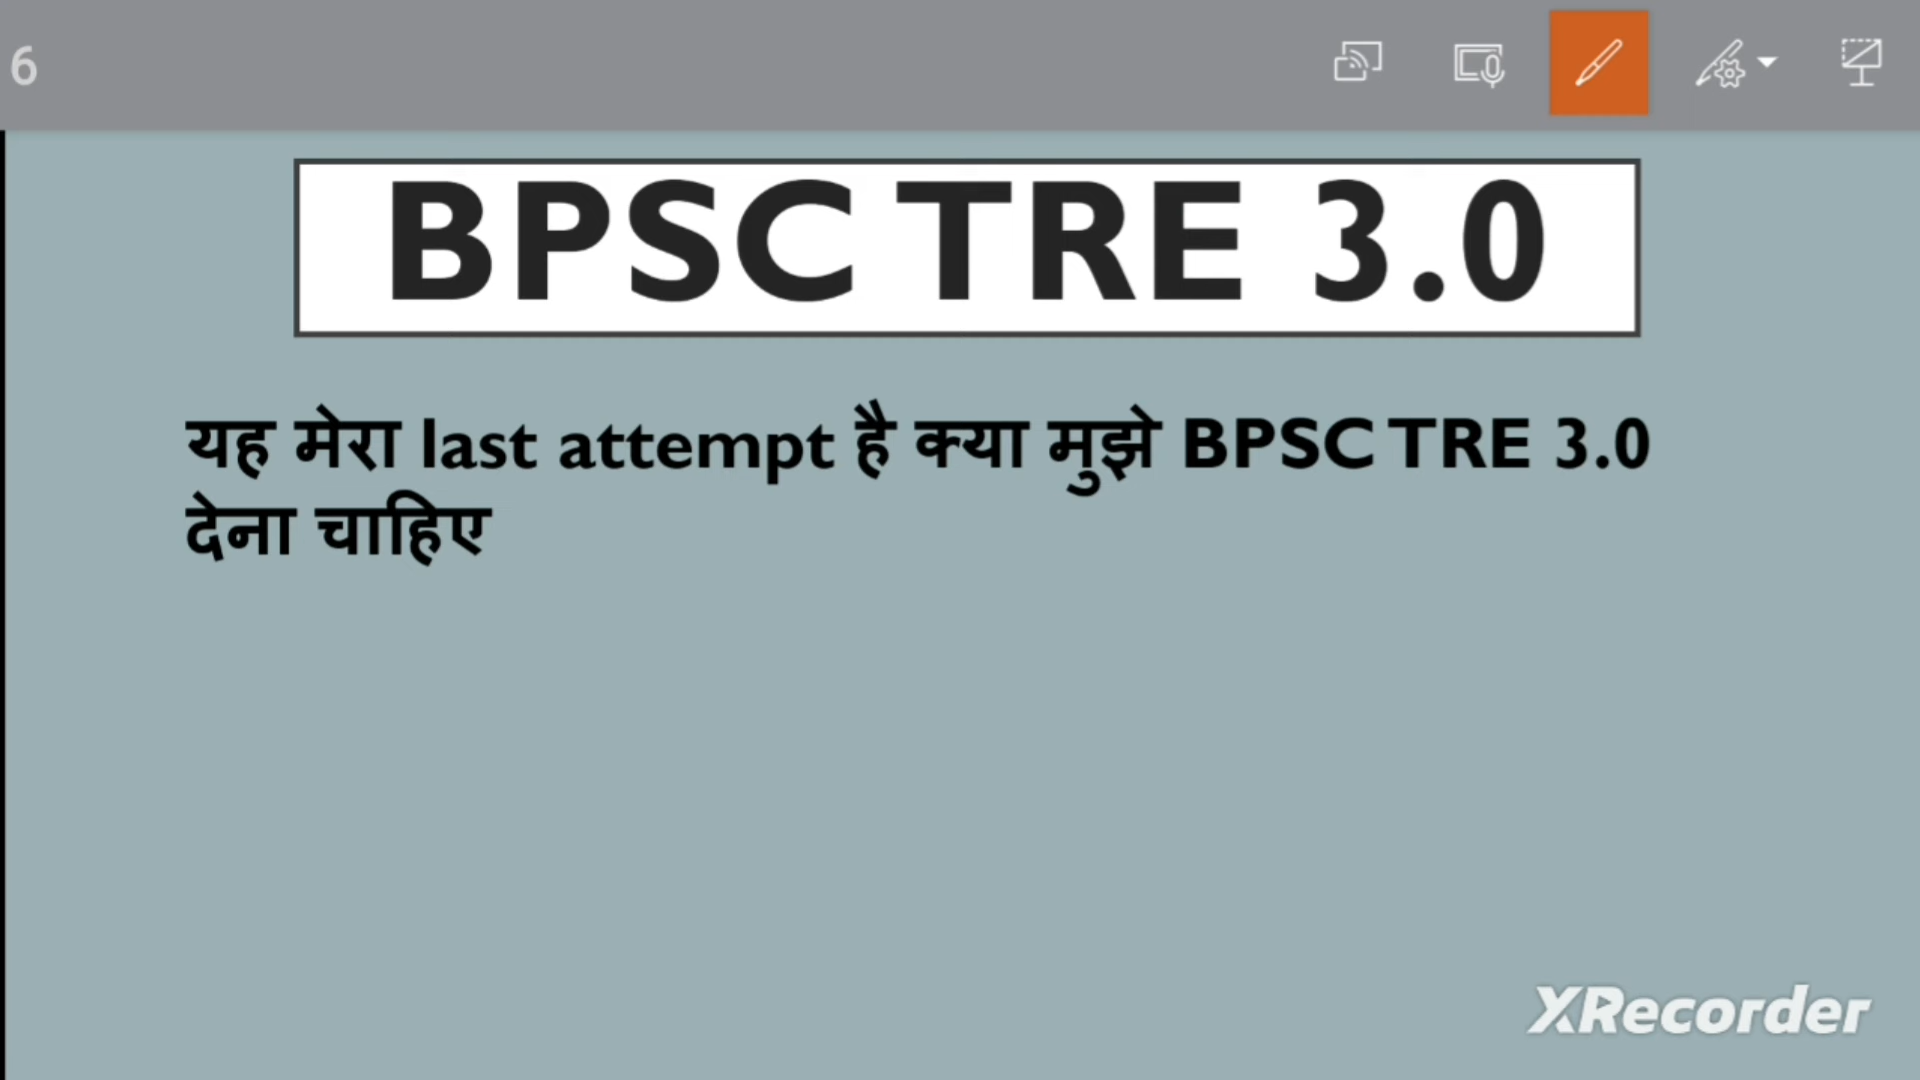 6
BPSC TRE 3.0
यह मेरा last attempt है क्या मुझे BPSC TRE 3.0
देना चाहिए
XRecorder